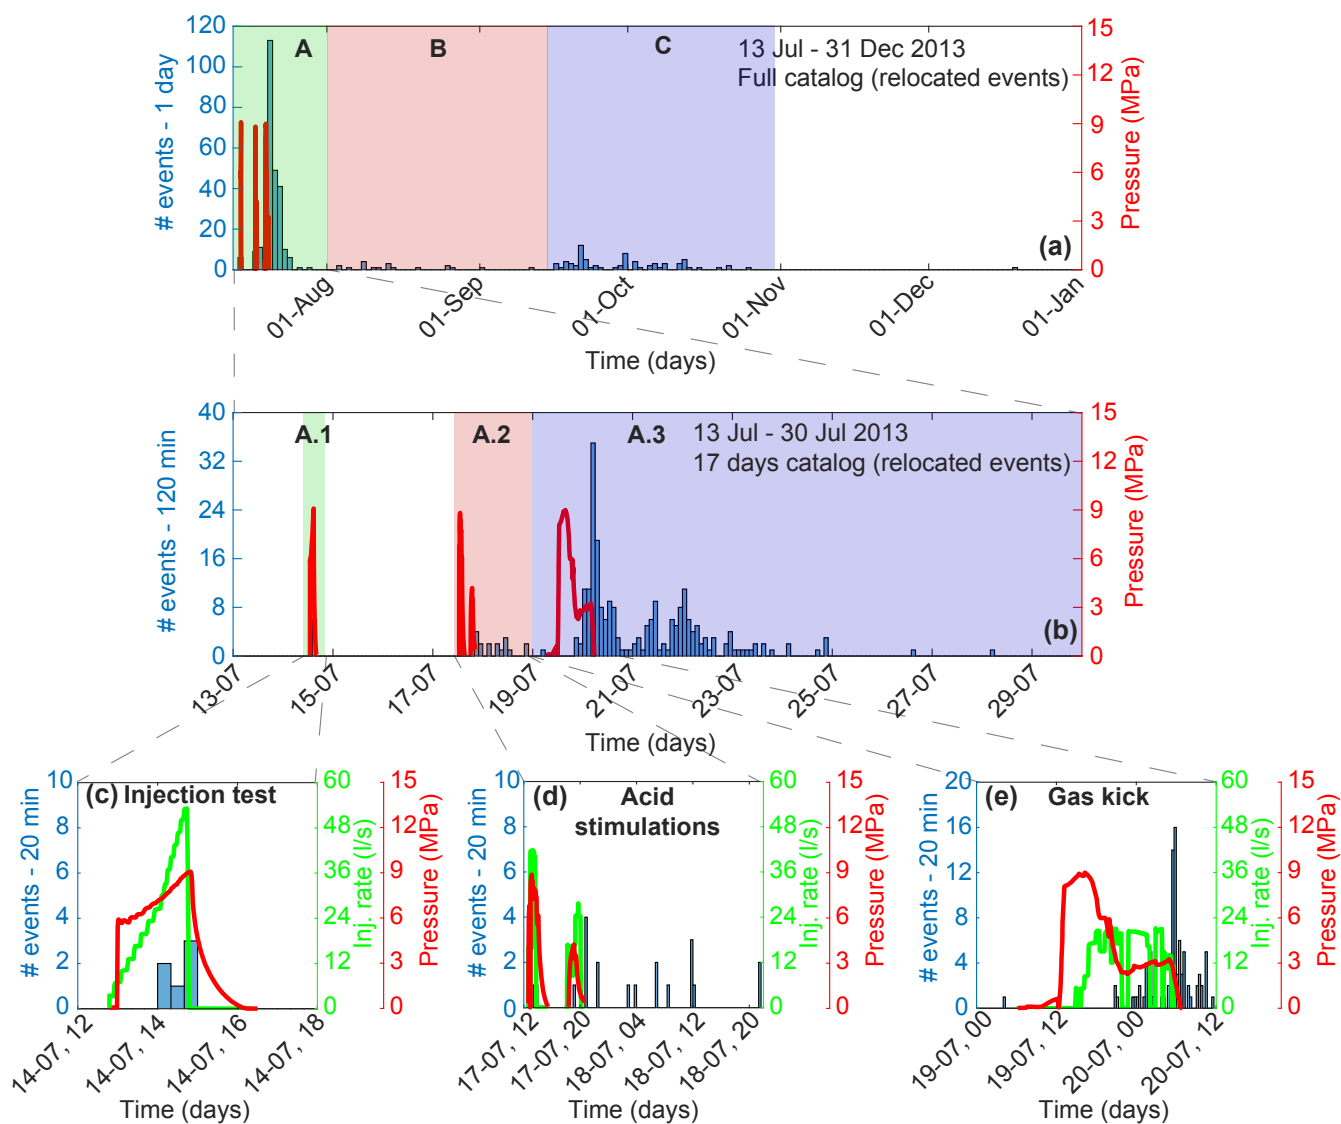 A
B
C
13 Jul - 31 Dec 2013
Full catalog (relocated events)
(a)
# events - 1 day
120
100
80
60
40
20
0
Pressure (MPa)
15
12
9
6
3
0
01-Aug
01-Sep
01-Oct
01-Nov
01-Dec
01-Jan
Time (days)
A.1
A.2
A.3
13 Jul - 30 Jul 2013
17 days catalog (relocated events)
(b)
# events - 120 min
40
32
24
16
8
0
Pressure (MPa)
15
12
9
6
3
0
13-07
15-07
17-07
19-07
21-07
23-07
25-07
27-07
29-07
Time (days)
(c) Injection test
# events - 20 min
10
8
6
4
2
0
Inj. rate (l/s)
60
48
36
24
12
0
Pressure (MPa)
15
12
9
6
3
0
14-07, 12
14-07, 14
14-07, 16
14-07, 18
Time (days)
(d) Acid
stimulations
# events - 20 min
10
8
6
4
2
0
Inj. rate (l/s)
60
48
36
24
12
0
Pressure (MPa)
15
12
9
6
3
0
17-07, 12
17-07, 20
18-07, 04
18-07, 12
18-07, 20
Time (days)
(e) Gas kick
# events - 20 min
20
16
12
8
4
0
Inj. rate (l/s)
60
48
36
24
12
0
Pressure (MPa)
15
12
9
6
3
0
19-07, 00
19-07, 12
20-07, 00
20-07, 12
Time (days)